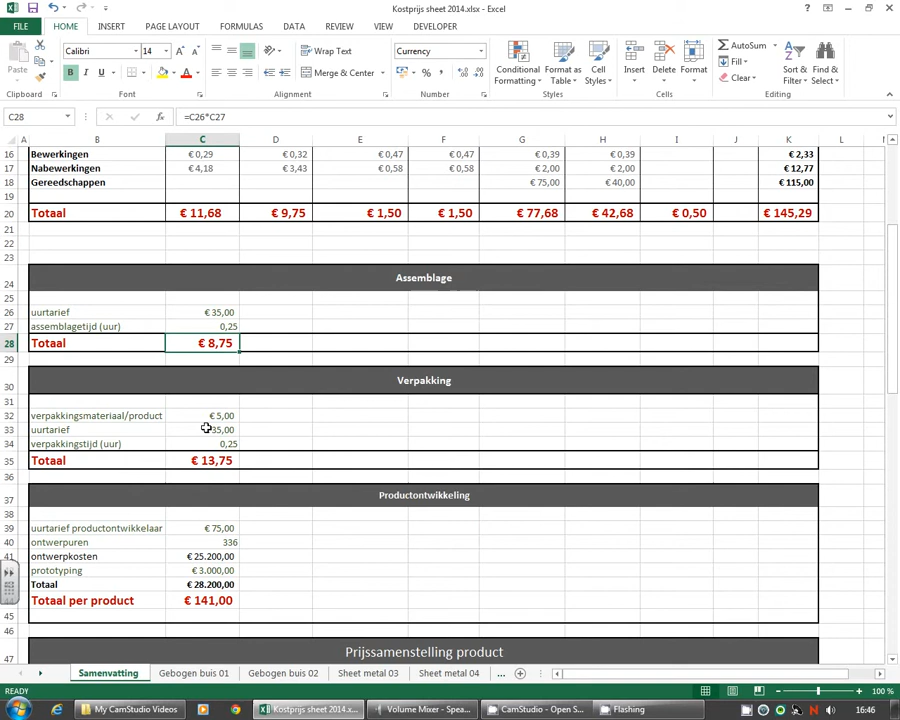 Kostprijs sheet 2014.xlsx - Excel
FILE HOME INSERT PAGE LAYOUT FORMULAS DATA REVIEW VIEW DEVELOPER
Calibri 14 Wrap Text Currency AutoSum
Fill
Paste B I U Merge & Center % Conditional Formatting Format as Table Cell Styles Insert Delete Format Clear Sort & Filter Find & Select
Clipboard Font Alignment Number Styles Cells Editing
C28 =C26*C27
A B C D E F G H I J K L M
16 Bewerkingen € 0,29 € 0,32 € 0,47 € 0,47 € 0,39 € 0,39 € 2,33
17 Nabewerkingen € 4,18 € 3,43 € 0,58 € 0,58 € 2,00 € 2,00 € 12,77
18 Gereedschappen € 75,00 € 40,00 € 115,00
19
20 Totaal € 11,68 € 9,75 € 1,50 € 1,50 € 77,68 € 42,68 € 0,50 € 145,29
21
22
23
24 Assemblage
25
26 uurtarief € 35,00
27 assemblagetijd (uur) 0,25
28 Totaal € 8,75
29
30 Verpakking
31
32 verpakkingsmateriaal/product € 5,00
33 uurtarief 35,00
34 verpakkingstijd (uur) 0,25
35 Totaal € 13,75
36
37 Productontwikkeling
38
39 uurtarief productontwikkelaar € 75,00
40 ontwerpuren 336
41 ontwerpkosten € 25.200,00
prototyping € 3.000,00
Totaal € 28.200,00
Totaal per product € 141,00
45
46
47 Prijssamenstelling product
Samenvatting Gebogen buis 01 Gebogen buis 02 Sheet metal 03 Sheet metal 04 ...
READY 100 %
My CamStudio Videos Kostprijs sheet 2014.x... Volume Mixer - Spea... CamStudio - Open S... Flashing 16:46